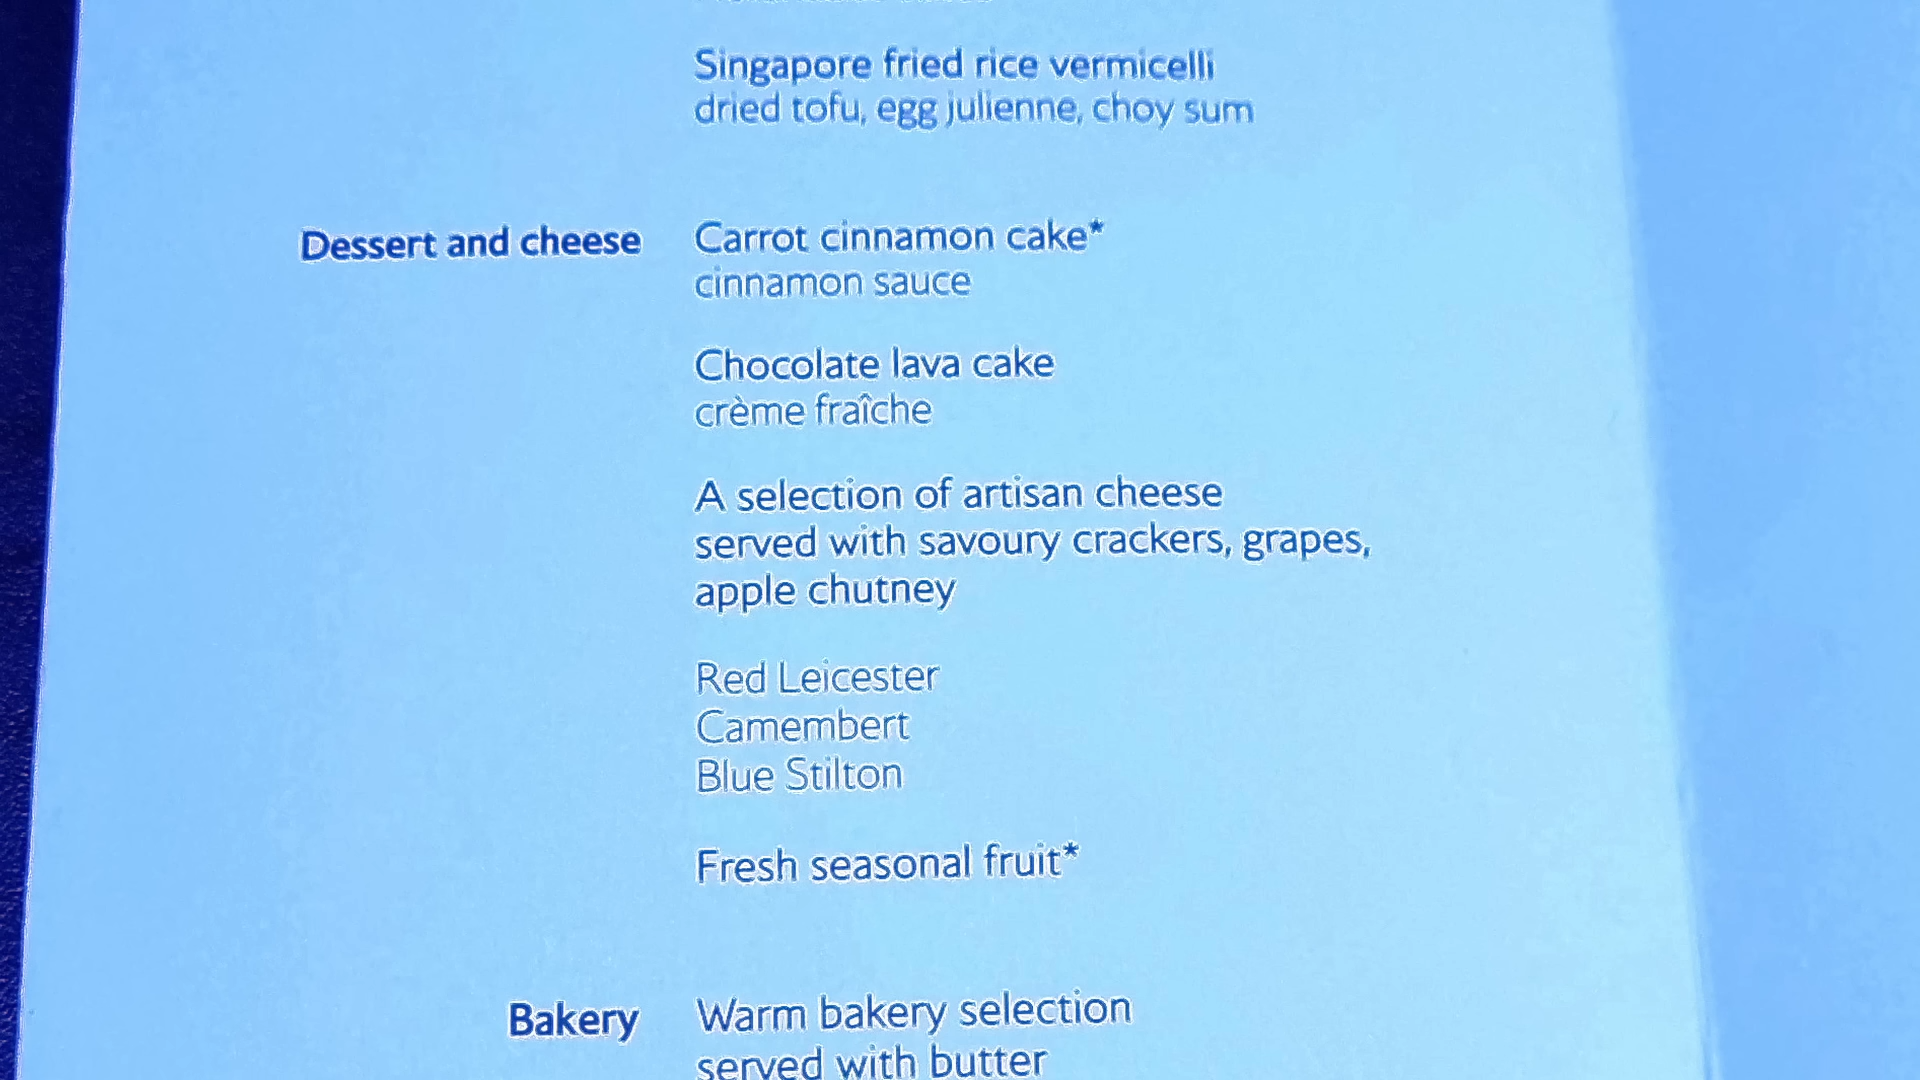 Singapore fried rice vermicelli
dried tofu, egg julienne, choy sum
Dessert and cheese
Carrot cinnamon cake*
cinnamon sauce
Chocolate lava cake
crème fraîche
A selection of artisan cheese
served with savoury crackers, grapes,
apple chutney
Red Leicester
Camembert
Blue Stilton
Fresh seasonal fruit*
Bakery
Warm bakery selection
served with butter